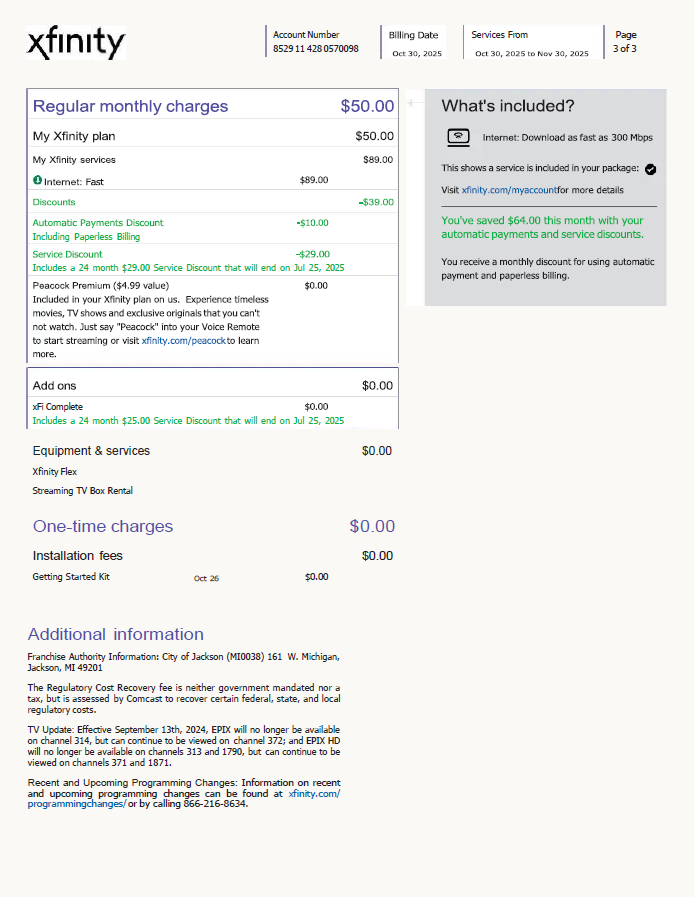 xfinity
Account Number
8529 11 428 0570098
Billing Date
Oct 30, 2025
Services From
Oct 30, 2025 to Nov 30, 2025
Page
3 of 3
Regular monthly charges $50.00
My Xfinity plan $50.00
My Xfinity services $89.00
Internet: Fast $89.00
Discounts -$39.00
Automatic Payments Discount -$10.00
Including Paperless Billing
Service Discount -$29.00
Includes a 24 month $29.00 Service Discount that will end on Jul 25, 2025
Peacock Premium ($4.99 value) $0.00
Included in your Xfinity plan on us. Experience timeless
movies, TV shows and exclusive originals that you can't
not watch. Just say "Peacock" into your Voice Remote
to start streaming or visit xfinity.com/peacock to learn
more.
Add ons $0.00
xFi Complete $0.00
Includes a 24 month $25.00 Service Discount that will end on Jul 25, 2025
Equipment & services $0.00
Xfinity Flex
Streaming TV Box Rental
One-time charges $0.00
Installation fees $0.00
Getting Started Kit Oct 26 $0.00
What's included?
Internet: Download as fast as 300 Mbps
This shows a service is included in your package:
Visit xfinity.com/myaccountfor more details
You've saved $64.00 this month with your
automatic payments and service discounts.
You receive a monthly discount for using automatic
payment and paperless billing.
Additional information
Franchise Authority Information: City of Jackson (MI0038) 161 W. Michigan,
Jackson, MI 49201
The Regulatory Cost Recovery fee is neither government mandated nor a
tax, but is assessed by Comcast to recover certain federal, state, and local
regulatory costs.
TV Update: Effective September 13th, 2024, EPIX will no longer be available
on channel 314, but can continue to be viewed on channel 372; and EPIX HD
will no longer be available on channels 313 and 1790, but can continue to be
viewed on channels 371 and 1871.
Recent and Upcoming Programming Changes: Information on recent
and upcoming programming changes can be found at xfinity.com/
programmingchanges/ or by calling 866-216-8634.